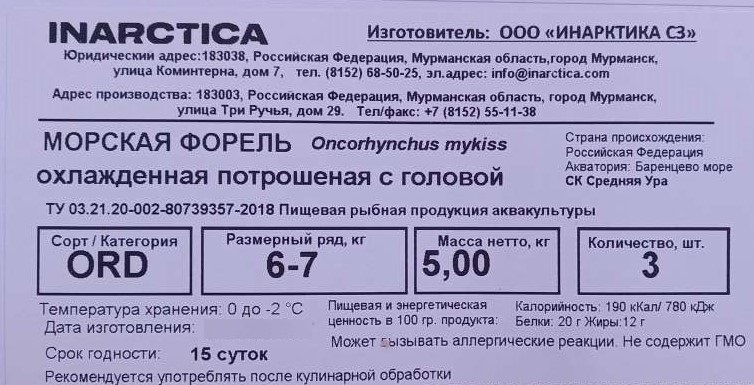 INARCTICA Изготовитель: ООО «ИНАРКТИКА СЗ»
Юридический адрес:183038, Российская Федерация, Мурманская область,город Мурманск,
улица Коминтерна, дом 7, тел. (8152) 68-50-25, эл.адрес: info@inarctica.com
Адрес производства: 183003, Российская Федерация, Мурманская область, город Мурманск,
улица Три Ручья, дом 29. Тел/факс: +7 (8152) 55-11-38
МОРСКАЯ ФОРЕЛЬ Oncorhynchus mykiss
охлажденная потрошеная с головой
Страна происхождения:
Российская Федерация
Акватория: Баренцево море
СК Средняя Ура
ТУ 03.21.20-002-80739357-2018 Пищевая рыбная продукция аквакультуры
Сорт / Категория
ORD
Размерный ряд, кг
6-7
Масса нетто, кг
5,00
Количество, шт.
3
Температура хранения: 0 до -2 °C
Дата изготовления:
Пищевая и энергетическая
ценность в 100 гр. продукта:
Калорийность: 190 кКал/ 780 кДж
Белки: 20 г Жиры:12 г
Может вызывать аллергические реакции. Не содержит ГМО
Срок годности: 15 суток
Рекомендуется употреблять после кулинарной обработки